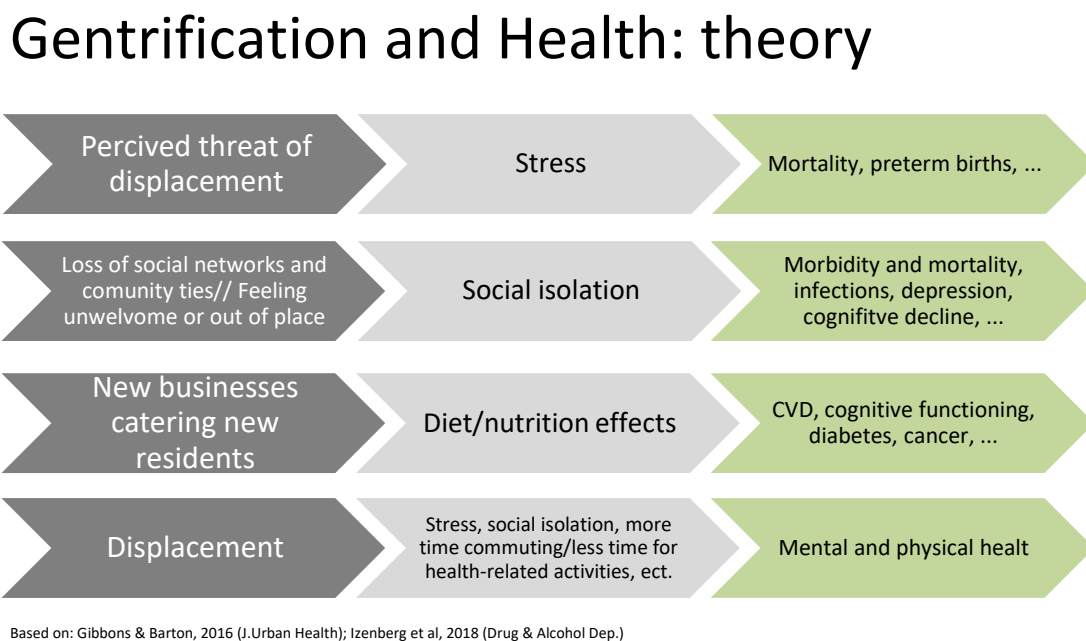 Gentrification and Health: theory
Percived threat of
displacement
Stress
Mortality, preterm births, ...
Loss of social networks and
comunity ties// Feeling
unwelvome or out of place
Social isolation
Morbidity and mortality,
infections, depression,
cognifitve decline, ...
New businesses
catering new
residents
Diet/nutrition effects
CVD, cognitive functioning,
diabetes, cancer, ...
Displacement
Stress, social isolation, more
time commuting/less time for
health-related activities, ect.
Mental and physical healt
Based on: Gibbons & Barton, 2016 (J.Urban Health); Izenberg et al, 2018 (Drug & Alcohol Dep.)